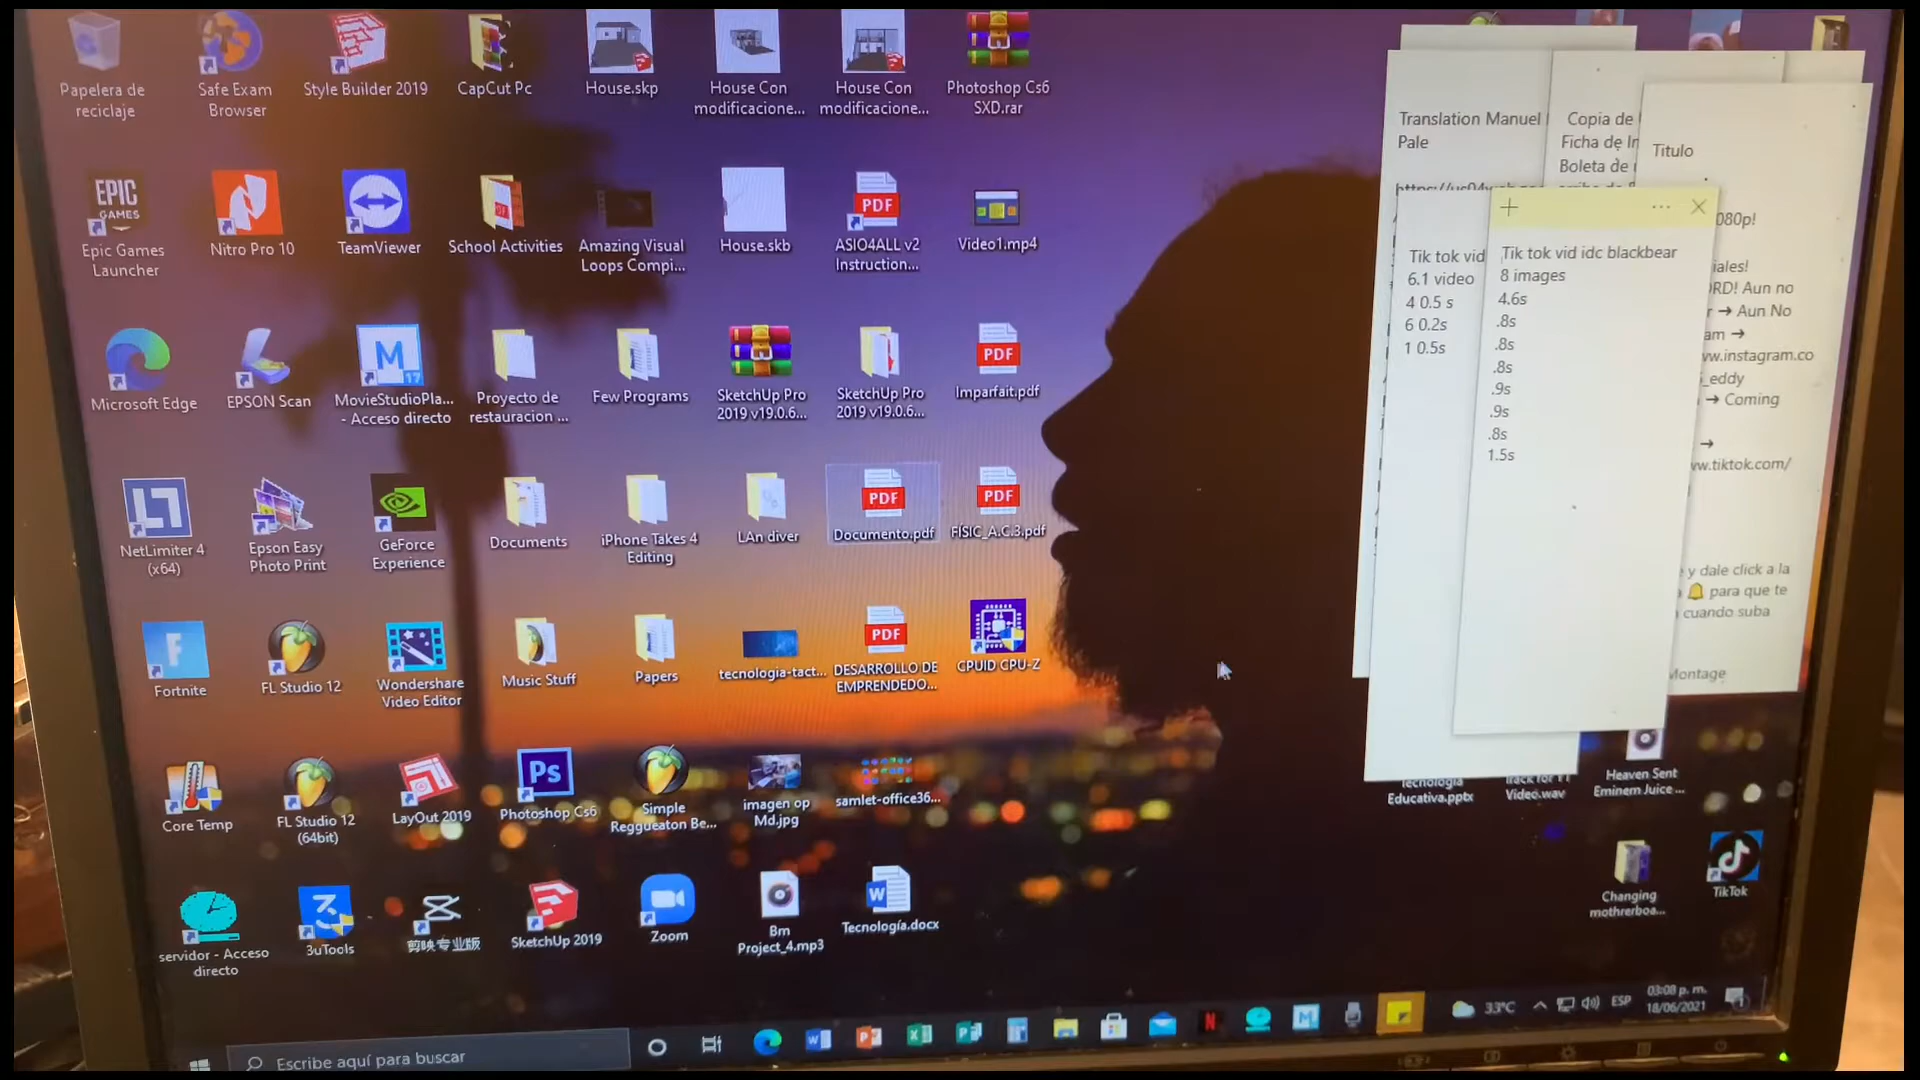 Papelera de
reciclaje
Safe Exam
Browser
Style Builder 2019
CapCut Pc
House.skp
House Con
modificacione...
House Con
modificacione...
Photoshop Cs6
SXD.rar
EPIC
GAMES
Epic Games
Launcher
Nitro Pro 10
TeamViewer
School Activities
Amazing Visual
Loops Compi...
House.skb
PDF
ASIO4ALL v2
Instruction...
Video1.mp4
Microsoft Edge
EPSON Scan
M
17
MovieStudioPla...
- Acceso directo
Proyecto de
restauracion ...
Few Programs
SketchUp Pro
2019 v19.0.6...
SketchUp Pro
2019 v19.0.6...
PDF
Imparfait.pdf
NetLimiter 4
(x64)
Epson Easy
Photo Print
GeForce
Experience
Documents
iPhone Takes 4
Editing
LAn diver
PDF
Documento.pdf
PDF
FÍSIC_A.C.3.pdf
F
Fortnite
FL Studio 12
Wondershare
Video Editor
Music Stuff
Papers
tecnologia-tact...
PDF
DESARROLLO DE
EMPRENDEDO...
CPUID CPU-Z
Core Temp
FL Studio 12
(64bit)
LayOut 2019
Ps
Photoshop Cs6
Simple
Reggueaton Be...
imagen op
Md.jpg
samlet-office36...
servidor - Acceso
directo
3uTools
剪映专业版
SketchUp 2019
Zoom
Bm
Project_4.mp3
W
Tecnología.docx
Translation Manuel
Pale
Copia de
Ficha de In
Boleta de
Titulo
080p!
iales!
RD! Aun no
r → Aun No
am →
ww.instagram.co
_eddy
→ Coming
→
ww.tiktok.com/
e y dale click a la
🔔 para que te
cuando suba
Montage
Tik tok vid
6.1 video
4 0.5 s
6 0.2s
1 0.5s
Tik tok vid idc blackbear
8 images
4.6s
.8s
.8s
.8s
.9s
.9s
.8s
1.5s
Tecnologia
Educativa.pptx
Track for YT
Video.wav
Heaven Sent
Eminem Juice ...
Changing
mothrerboa...
TikTok
Escribe aquí para buscar
W
P
X
P
N
M
33°C
ESP
03:08 p. m.
18/06/2021
1